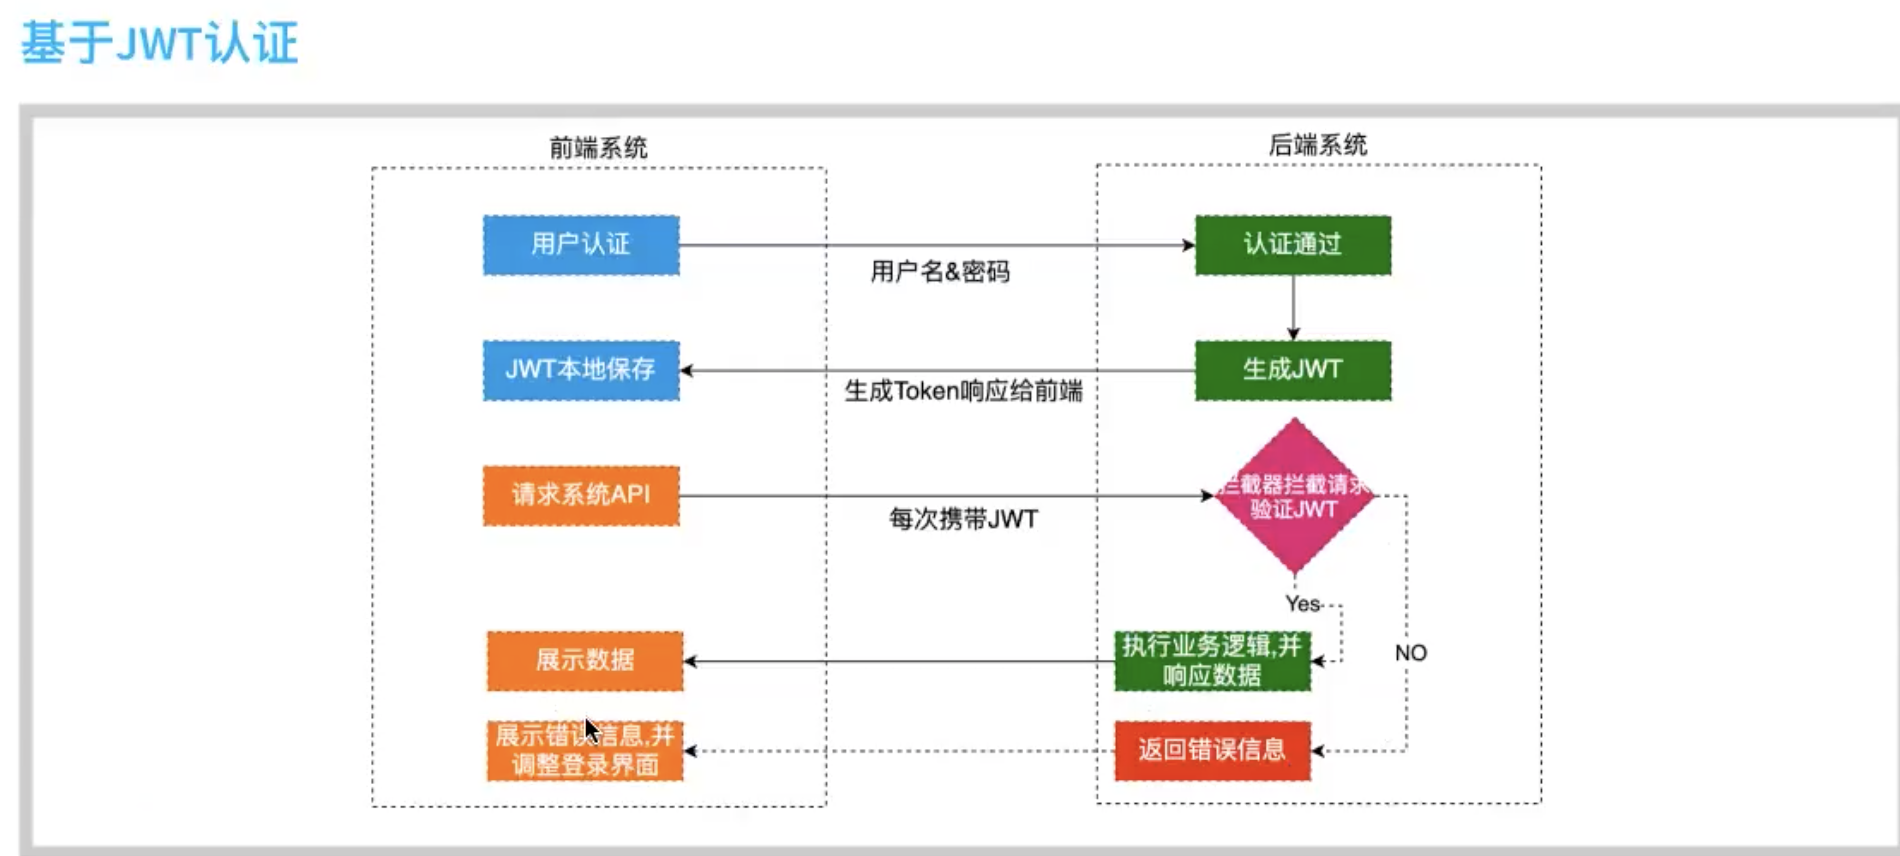 基于JWT认证
前端系统
后端系统
用户认证
用户名&密码
认证通过
JWT本地保存
生成Token响应给前端
生成JWT
请求系统API
每次携带JWT
拦截器拦截请求
验证JWT
Yes
NO
展示数据
执行业务逻辑,并
响应数据
展示错误信息,并
调整登录界面
返回错误信息